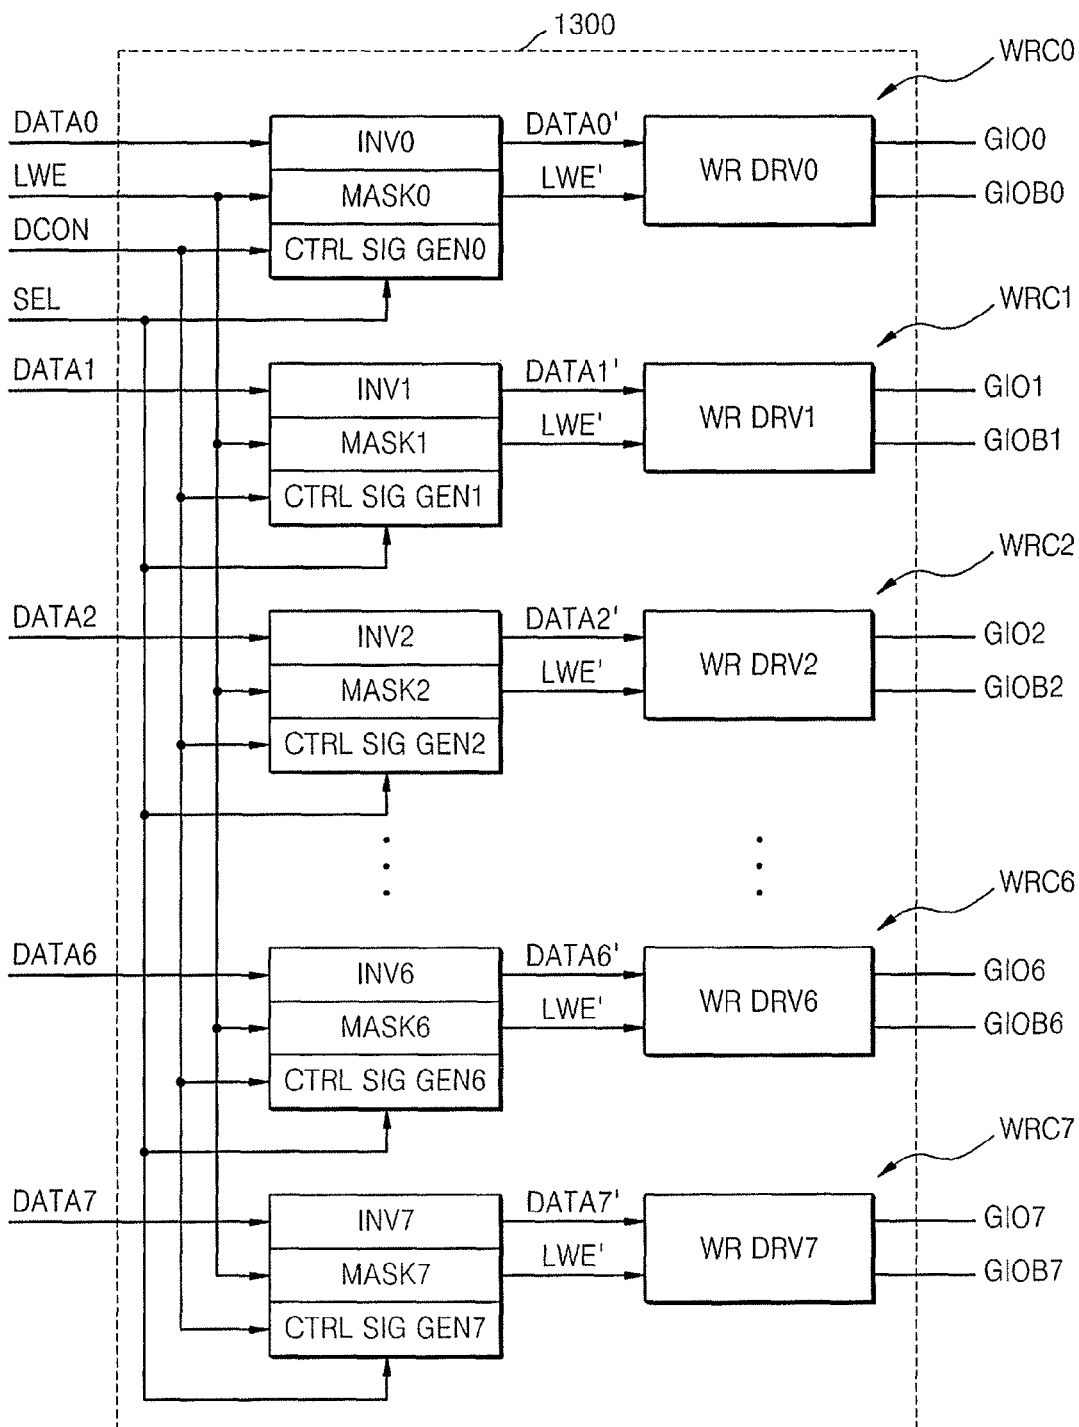 1300
WRC0
DATA0 INV0 DATA0' WR DRV0 GIO0
LWE MASK0 LWE' GIOB0
DCON CTRL SIG GEN0
SEL
WRC1
DATA1 INV1 DATA1' WR DRV1 GIO1
MASK1 LWE' GIOB1
CTRL SIG GEN1
WRC2
DATA2 INV2 DATA2' WR DRV2 GIO2
MASK2 LWE' GIOB2
CTRL SIG GEN2
WRC6
DATA6 INV6 DATA6' WR DRV6 GIO6
MASK6 LWE' GIOB6
CTRL SIG GEN6
WRC7
DATA7 INV7 DATA7' WR DRV7 GIO7
MASK7 LWE' GIOB7
CTRL SIG GEN7